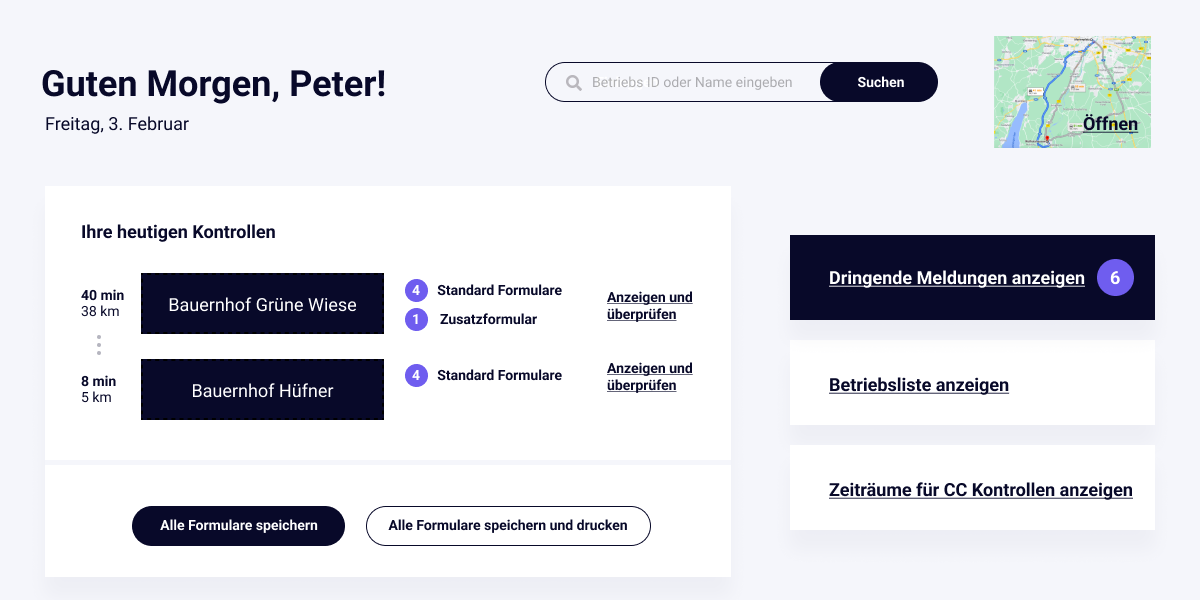 Guten Morgen, Peter!
Freitag, 3. Februar
Betriebs ID oder Name eingeben
Suchen
Öffnen
Ihre heutigen Kontrollen
40 min
38 km
Bauernhof Grüne Wiese
4 Standard Formulare
1 Zusatzformular
Anzeigen und
überprüfen
8 min
5 km
Bauernhof Hüfner
4 Standard Formulare
Anzeigen und
überprüfen
Alle Formulare speichern
Alle Formulare speichern und drucken
Dringende Meldungen anzeigen 6
Betriebsliste anzeigen
Zeiträume für CC Kontrollen anzeigen